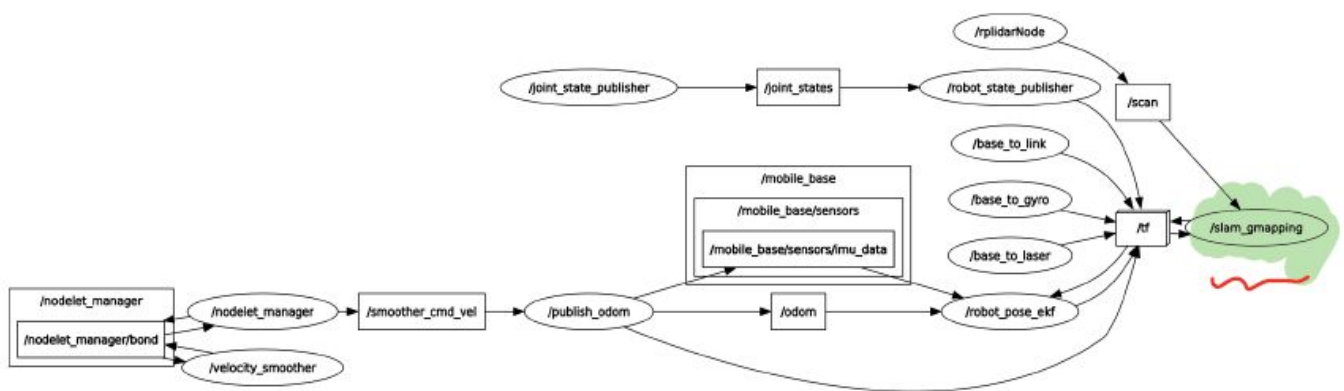 /rplidarNode
/joint_state_publisher
/joint_states
/robot_state_publisher
/scan
/base_to_link
/mobile_base
/mobile_base/sensors
/mobile_base/sensors/imu_data
/base_to_gyro
/tf
/slam_gmapping
/base_to_laser
/nodelet_manager
/nodelet_manager/bond
/nodelet_manager
/smoother_cmd_vel
/publish_odom
/odom
/robot_pose_ekf
/velocity_smoother